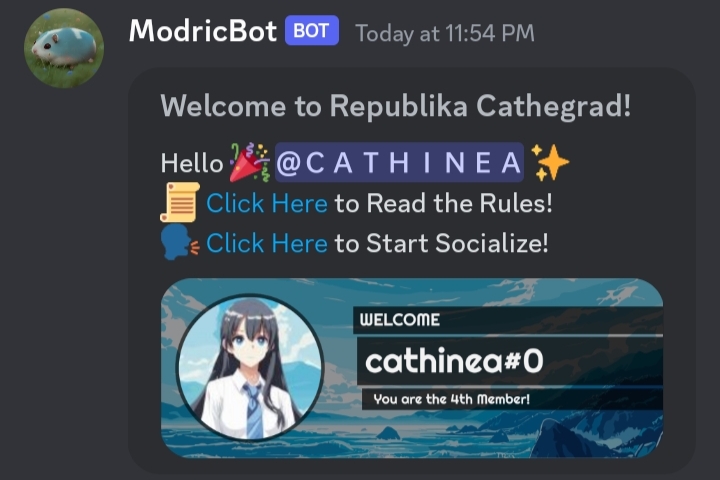 ModricBot BOT Today at 11:54 PM
Welcome to Republika Cathegrad!
Hello 🎉 @C A T H I N E A ✨
📜 Click Here to Read the Rules!
🗣️ Click Here to Start Socialize!
WELCOME
cathinea#0
You are the 4th Member!